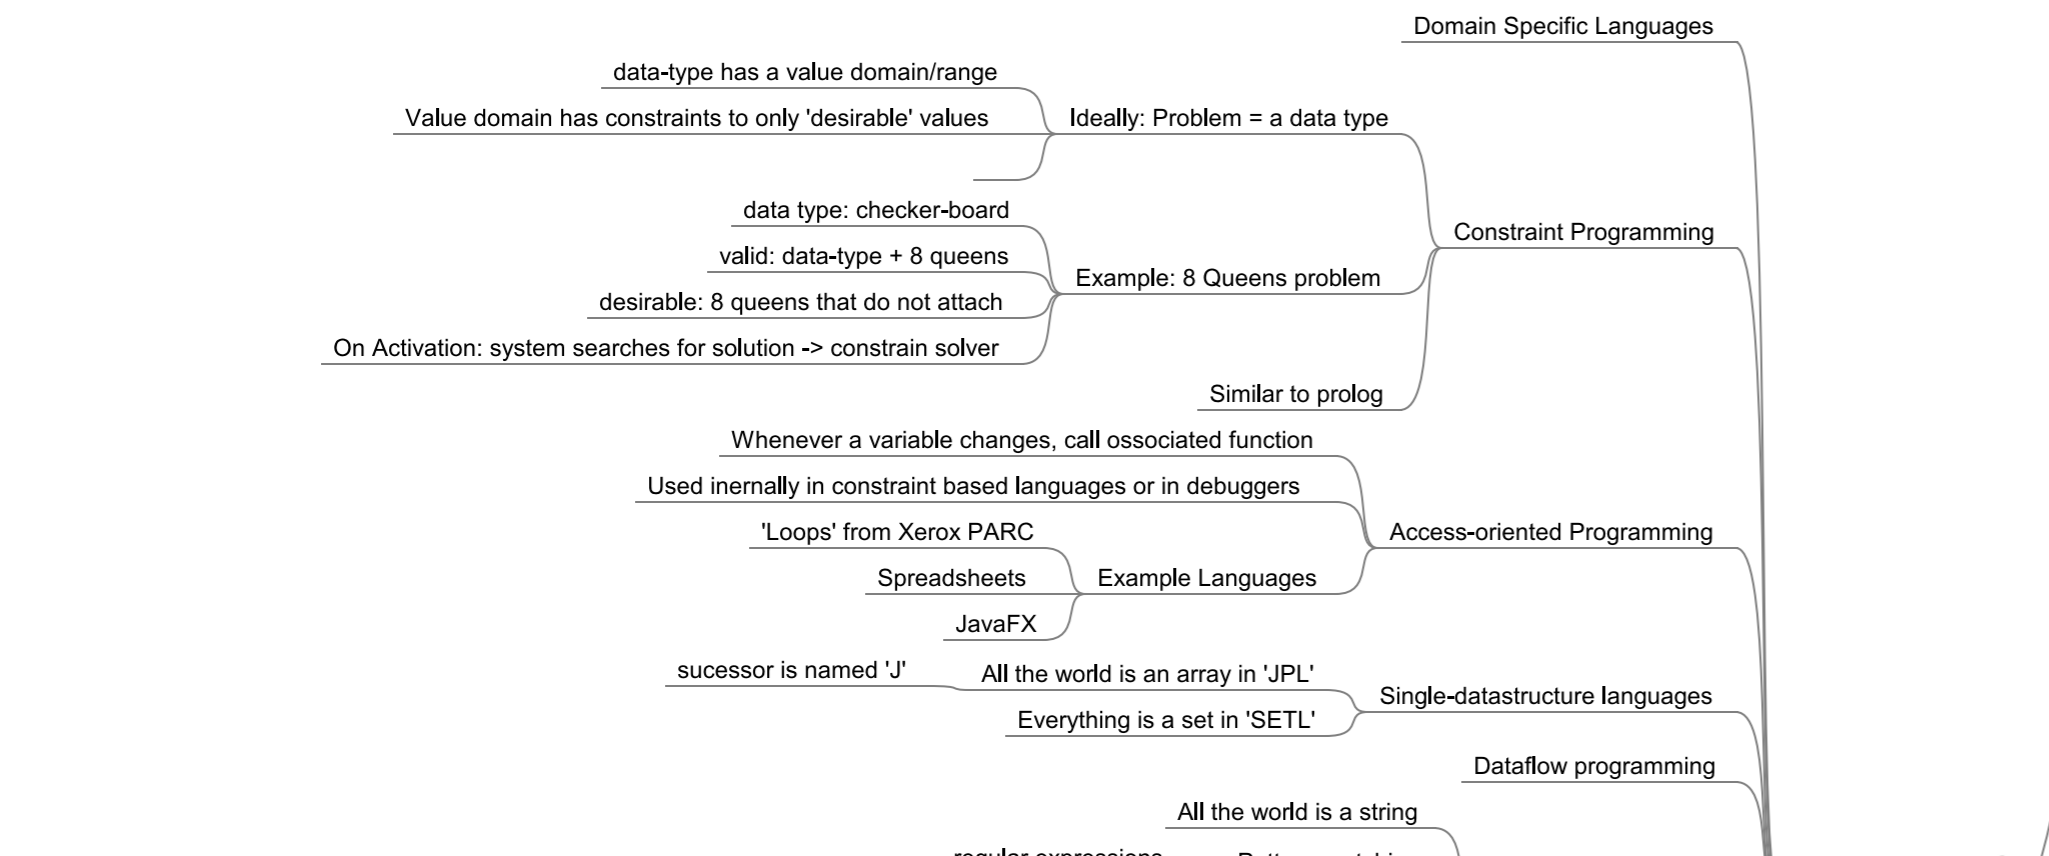 Domain Specific Languages
data-type has a value domain/range
Value domain has constraints to only 'desirable' values
Ideally: Problem = a data type
data type: checker-board
valid: data-type + 8 queens
desirable: 8 queens that do not attach
On Activation: system searches for solution -> constrain solver
Example: 8 Queens problem
Similar to prolog
Constraint Programming
Whenever a variable changes, call ossociated function
Used inernally in constraint based languages or in debuggers
'Loops' from Xerox PARC
Spreadsheets
JavaFX
Example Languages
Access-oriented Programming
sucessor is named 'J'
All the world is an array in 'JPL'
Everything is a set in 'SETL'
Single-datastructure languages
Dataflow programming
All the world is a string
regular expressions